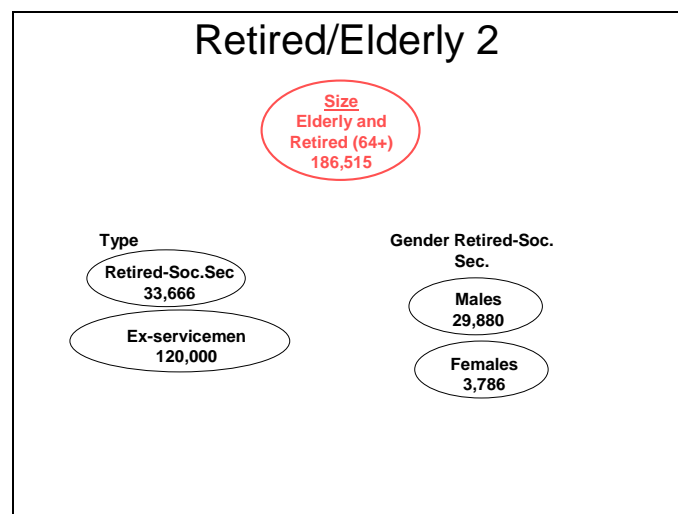 Retired/Elderly 2
Size
Elderly and
Retired (64+)
186,515
Type
Retired-Soc.Sec
33,666
Ex-servicemen
120,000
Gender Retired-Soc.
Sec.
Males
29,880
Females
3,786